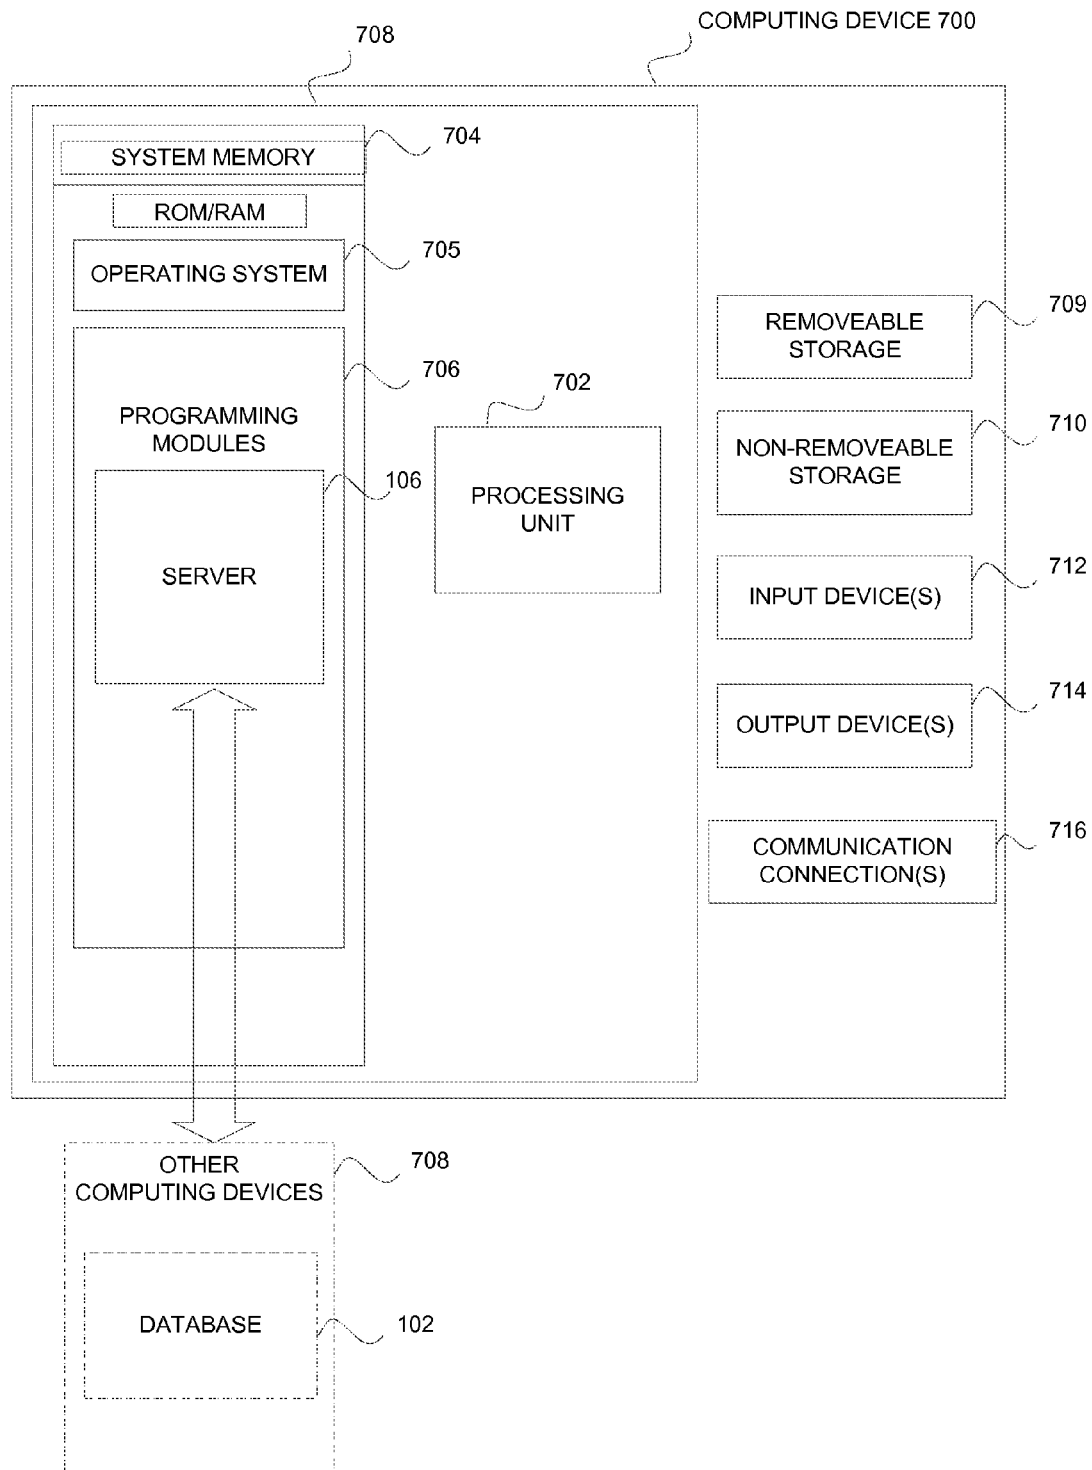 COMPUTING DEVICE 700
708
SYSTEM MEMORY
704
ROM/RAM
OPERATING SYSTEM
705
PROGRAMMING
MODULES
706
SERVER
106
702
PROCESSING
UNIT
REMOVEABLE
STORAGE
709
NON-REMOVEABLE
STORAGE
710
INPUT DEVICE(S)
712
OUTPUT DEVICE(S)
714
COMMUNICATION
CONNECTION(S)
716
OTHER
COMPUTING DEVICES
708
DATABASE
102